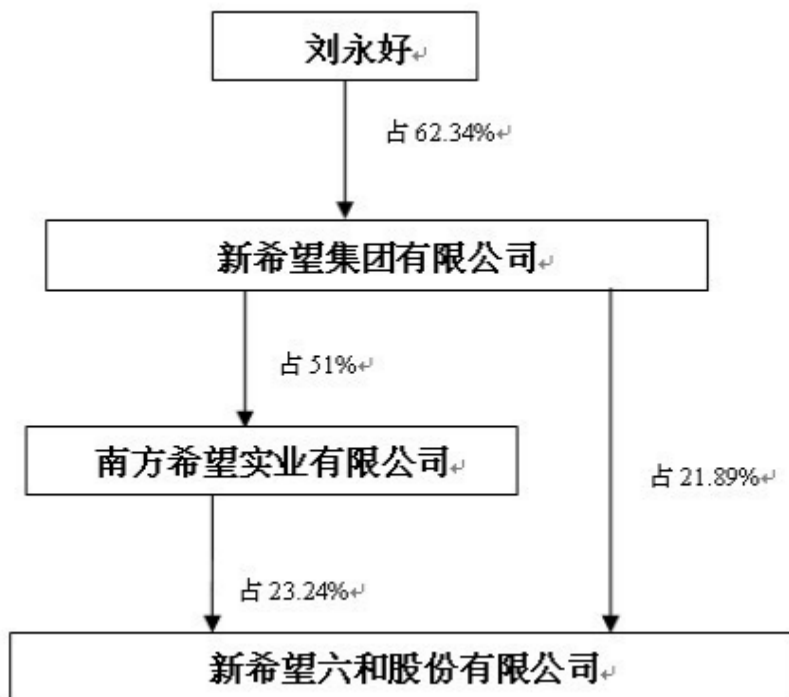 刘永好
占 62.34%
新希望集团有限公司
占 51%
南方希望实业有限公司
占 21.89%
占 23.24%
新希望六和股份有限公司